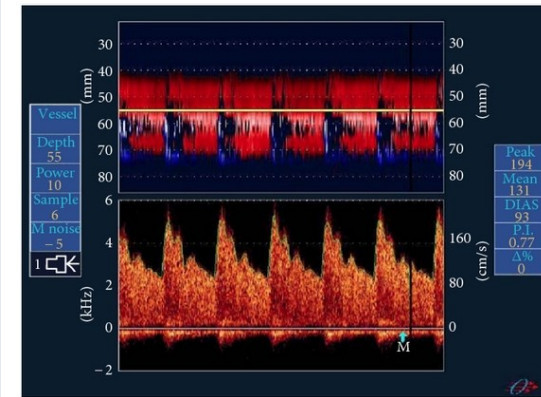 Vessel
Depth
55
Power
10
Sample
6
M noise
−5
1
(mm)
30
40
50
60
70
80
30
40
50
60
70
80
(mm)
(kHz)
6
4
2
0
−2
160
80
0
(cm/s)
M
Peak
194
Mean
131
DIAS
93
P.I.
0.77
Δ%
0